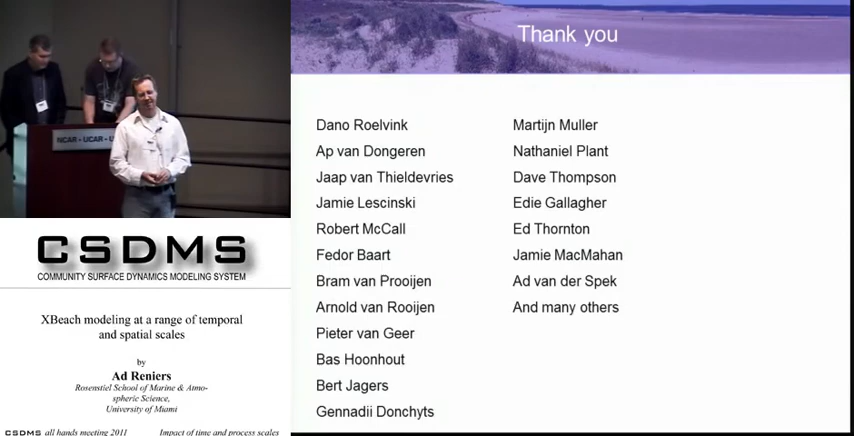 NCAR - UCAR - U
CSDMS
COMMUNITY SURFACE DYNAMICS MODELING SYSTEM
XBeach modeling at a range of temporal
and spatial scales
by
Ad Reniers
Rosenstiel School of Marine & Atmo-
spheric Science,
University of Miami
CSDMS all hands meeting 2011 Impact of time and process scales
Thank you
Dano Roelvink
Ap van Dongeren
Jaap van Thieldevries
Jamie Lescinski
Robert McCall
Fedor Baart
Bram van Prooijen
Arnold van Rooijen
Pieter van Geer
Bas Hoonhout
Bert Jagers
Gennadii Donchyts
Martijn Muller
Nathaniel Plant
Dave Thompson
Edie Gallagher
Ed Thornton
Jamie MacMahan
Ad van der Spek
And many others